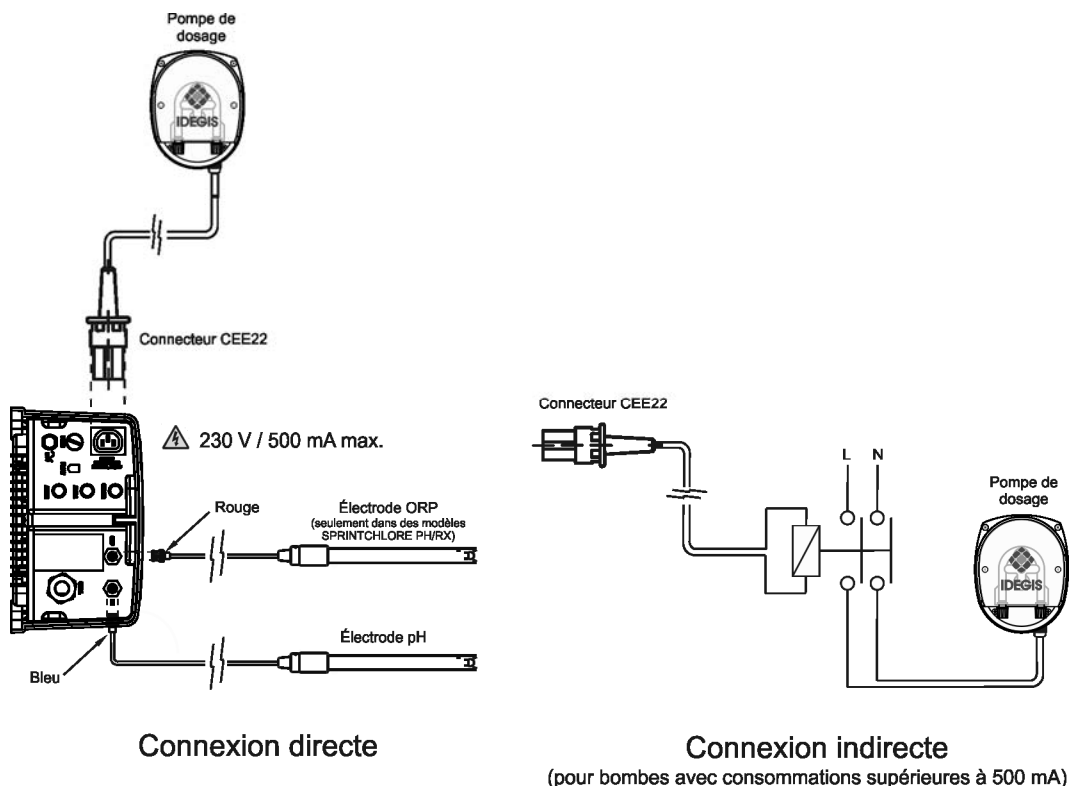 Pompe de
dosage
IDEGIS
Connecteur CEE22
230 V / 500 mA max.
Rouge
Électrode ORP
(seulement dans des modèles
SPRINTCHLORE PH/RX)
Électrode pH
Bleu
Connexion directe
Connecteur CEE22
L N
Pompe de
dosage
IDEGIS
Connexion indirecte
(pour bombes avec consommations supérieures à 500 mA)